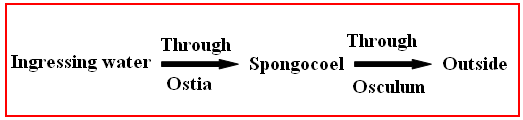 Through Through
Ingressing water Spongocoel Outside
Ostia Osculum